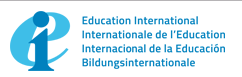 Education International
Internationale de l'Education
Internacional de la Educación
Bildungsinternationale